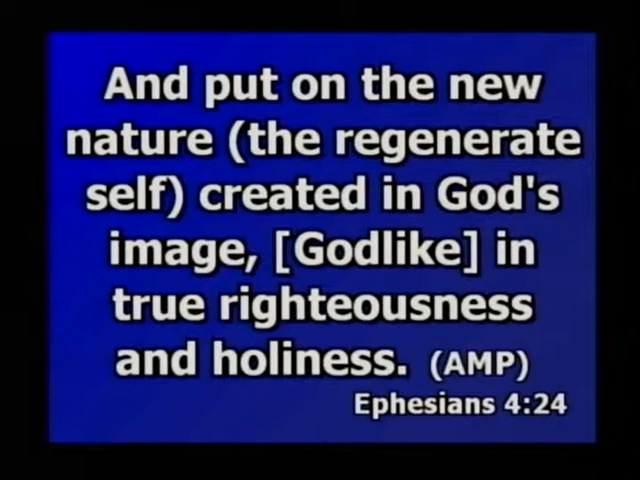 And put on the new
nature (the regenerate
self) created in God's
image, [Godlike] in
true righteousness
and holiness. (AMP)
Ephesians 4:24